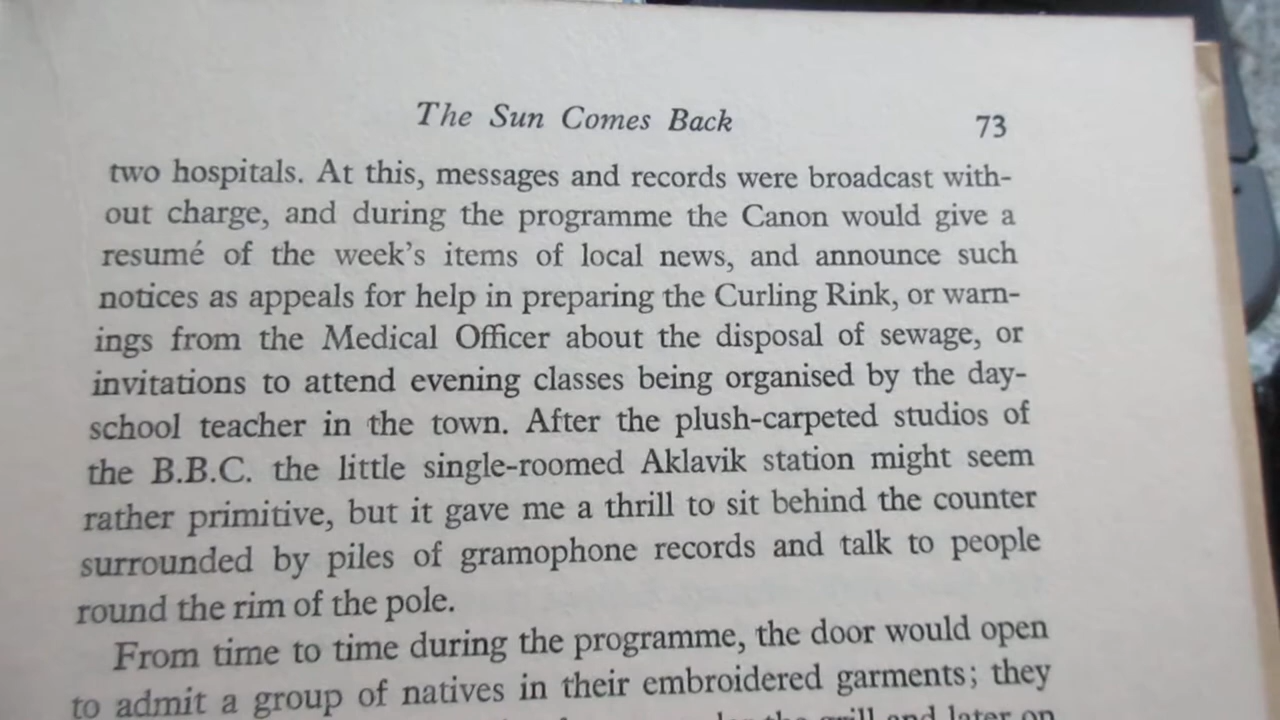 The Sun Comes Back 73
two hospitals. At this, messages and records were broadcast with-
out charge, and during the programme the Canon would give a
resumé of the week's items of local news, and announce such
notices as appeals for help in preparing the Curling Rink, or warn-
ings from the Medical Officer about the disposal of sewage, or
invitations to attend evening classes being organised by the day-
school teacher in the town. After the plush-carpeted studios of
the B.B.C. the little single-roomed Aklavik station might seem
rather primitive, but it gave me a thrill to sit behind the counter
surrounded by piles of gramophone records and talk to people
round the rim of the pole.
From time to time during the programme, the door would open
to admit a group of natives in their embroidered garments; they
the grill and later on